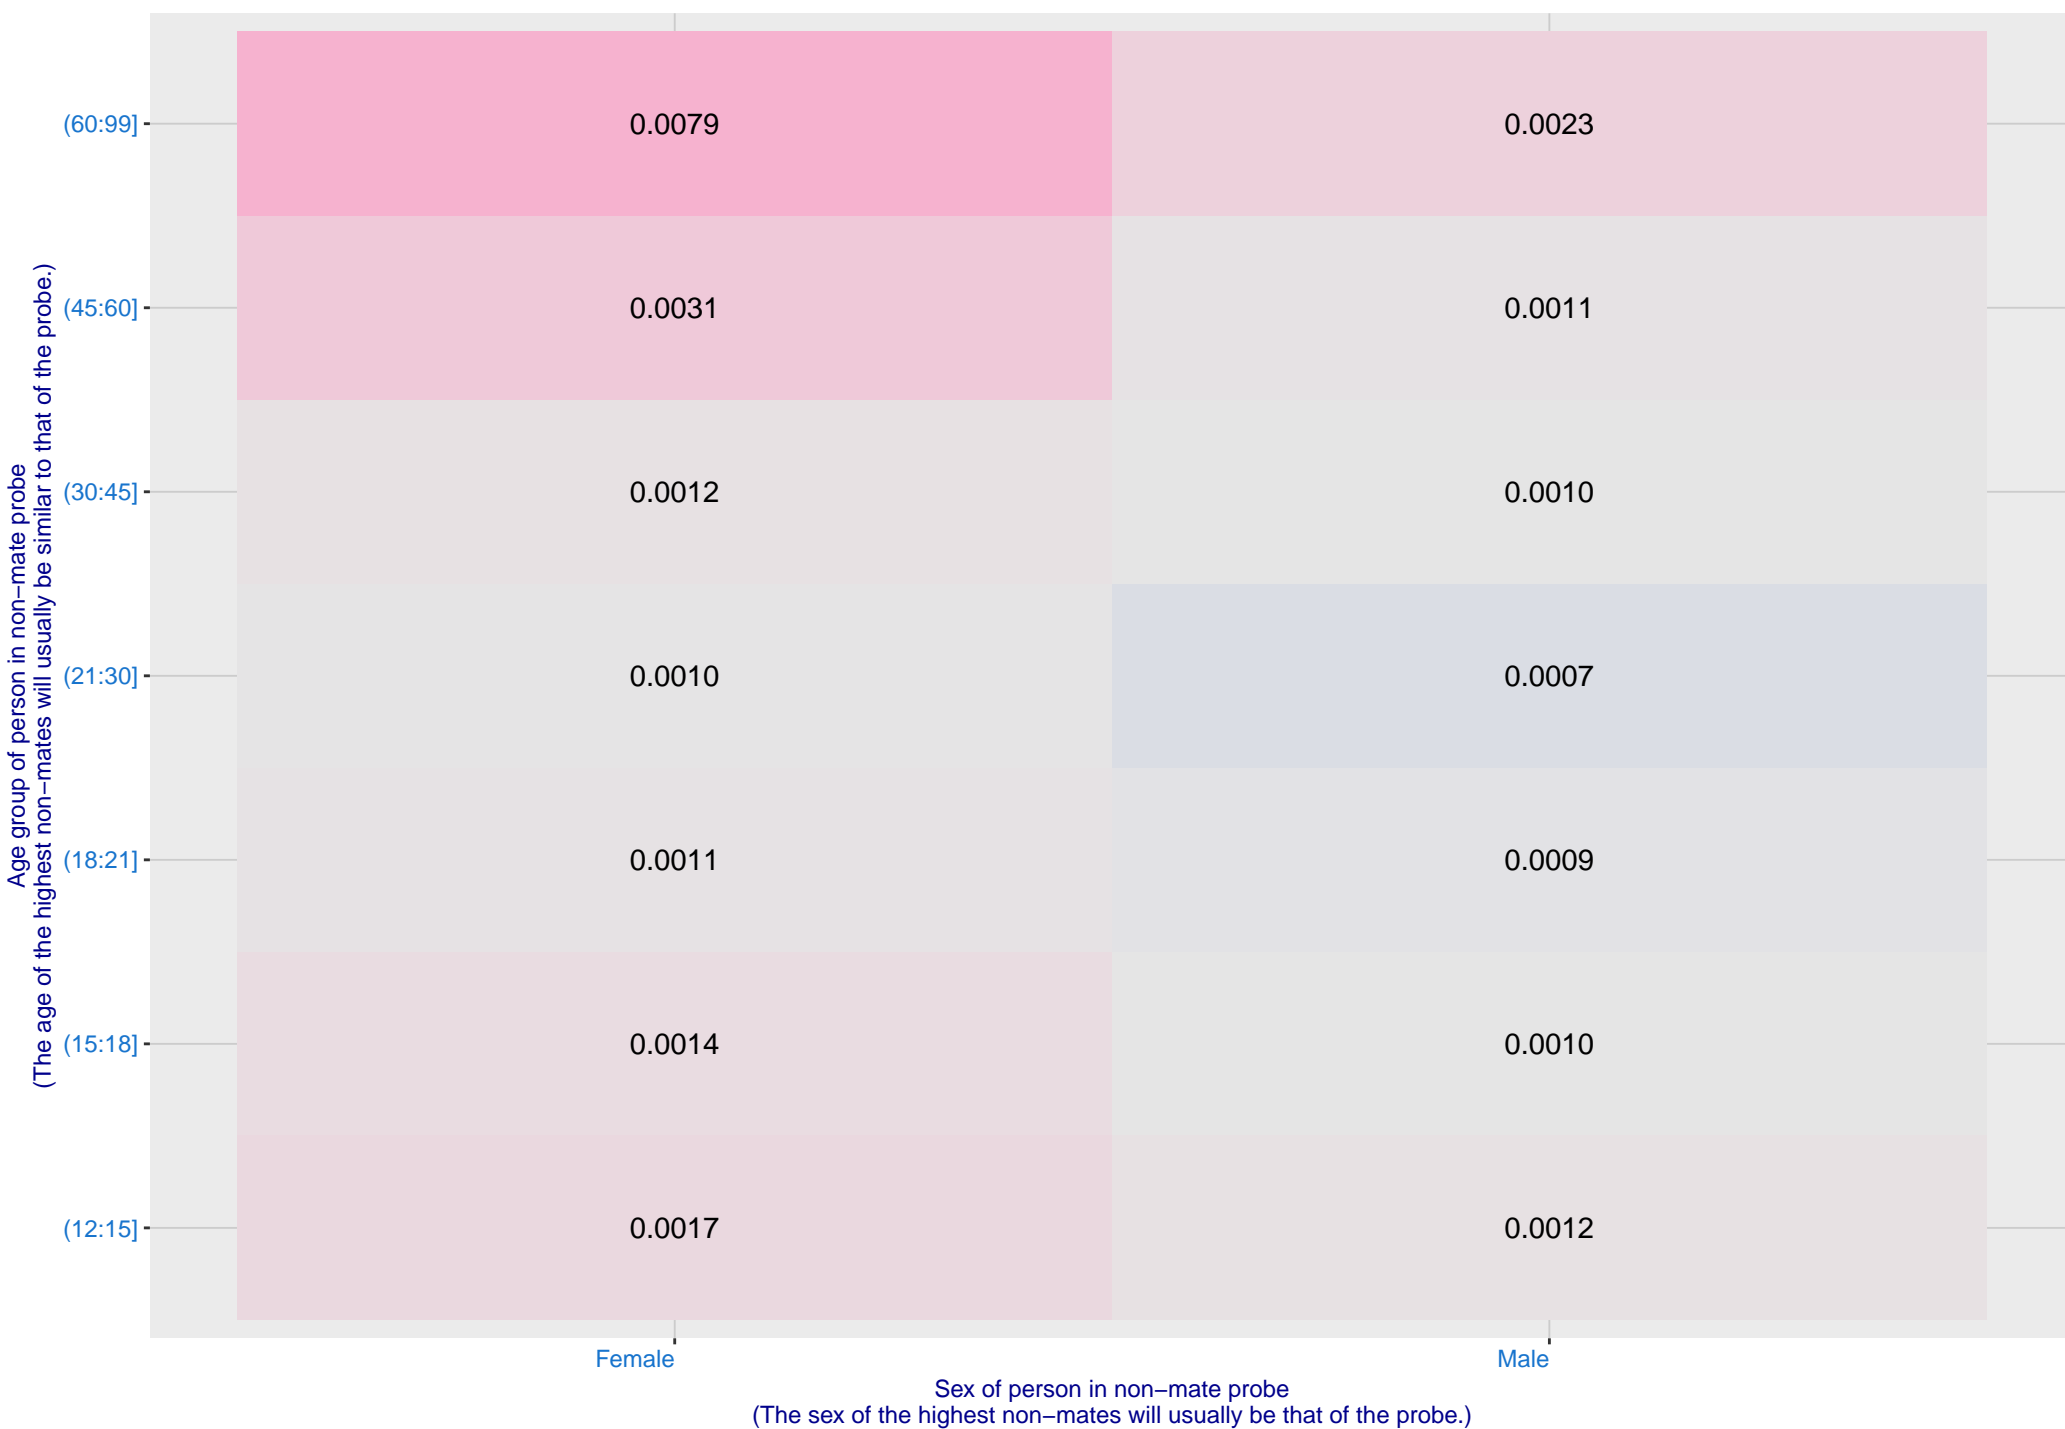 Age group of person in non−mate probe
(The age of the highest non−mates will usually be similar to that of the probe.)
(60:99] 0.0079 0.0023
(45:60] 0.0031 0.0011
(30:45] 0.0012 0.0010
(21:30] 0.0010 0.0007
(18:21] 0.0011 0.0009
(15:18] 0.0014 0.0010
(12:15] 0.0017 0.0012
Female Male
Sex of person in non−mate probe
(The sex of the highest non−mates will usually be that of the probe.)